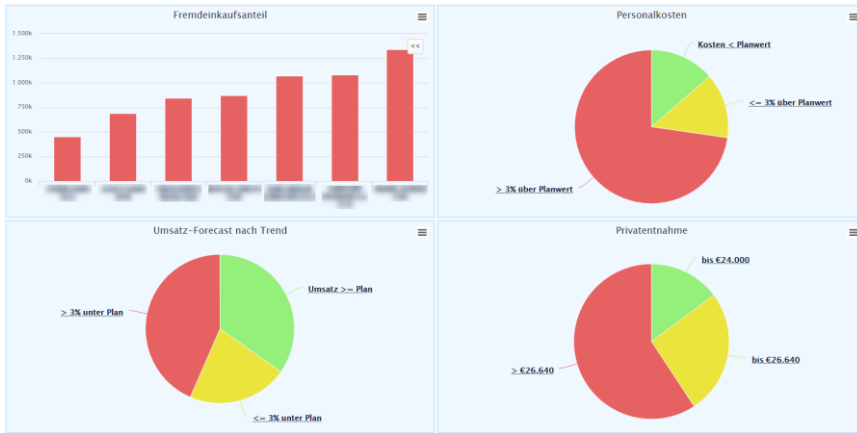 Fremdeinkaufsanteil
1.500k
<<
1.250k
1.000k
750k
500k
250k
0k
Personalkosten
Kosten < Planwert
<= 3% über Planwert
> 3% über Planwert
Umsatz-Forecast nach Trend
Umsatz >= Plan
> 3% unter Plan
<= 3% unter Plan
Privatentnahme
bis €24.000
bis €26.640
> €26.640